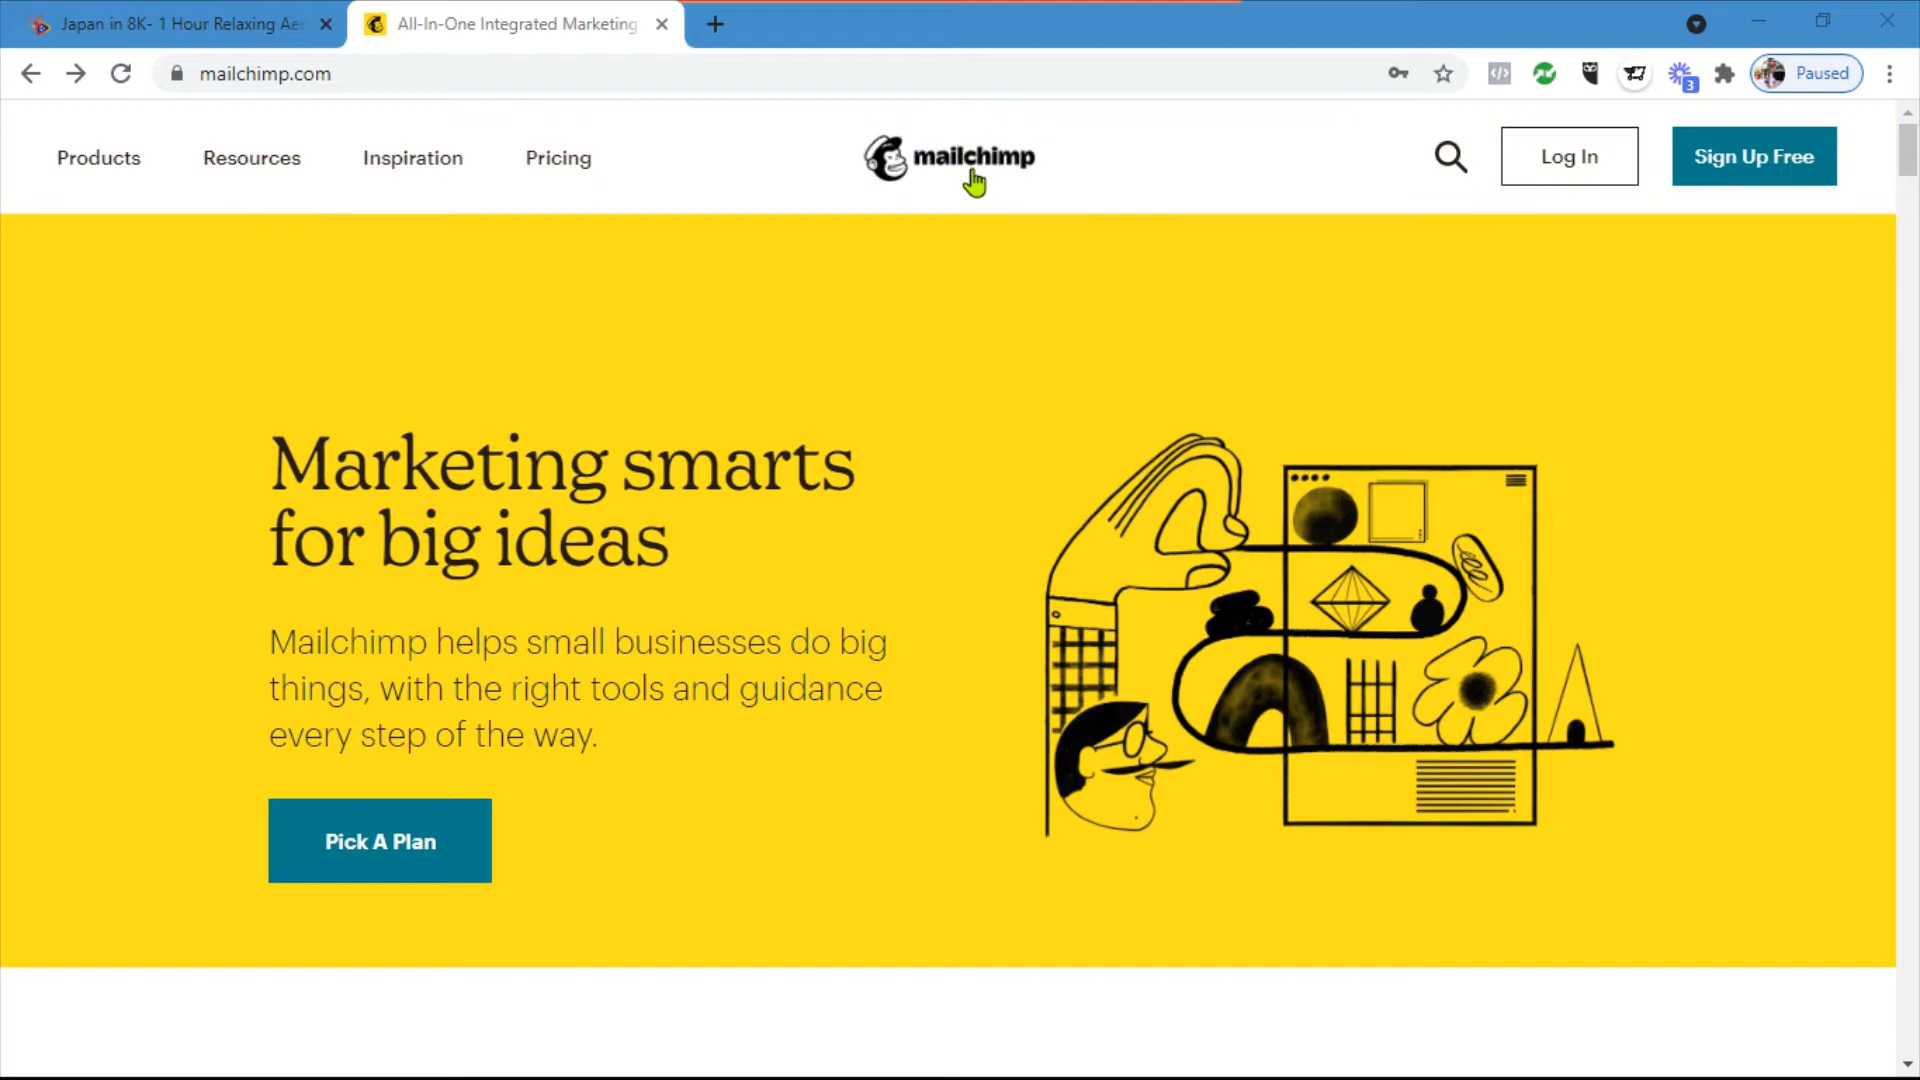 Japan in 8K- 1 Hour Relaxing Aer
All-In-One Integrated Marketing
mailchimp.com
3
Paused
Products
Resources
Inspiration
Pricing
mailchimp
Log In
Sign Up Free
Marketing smarts
for big ideas
Mailchimp helps small businesses do big
things, with the right tools and guidance
every step of the way.
Pick A Plan